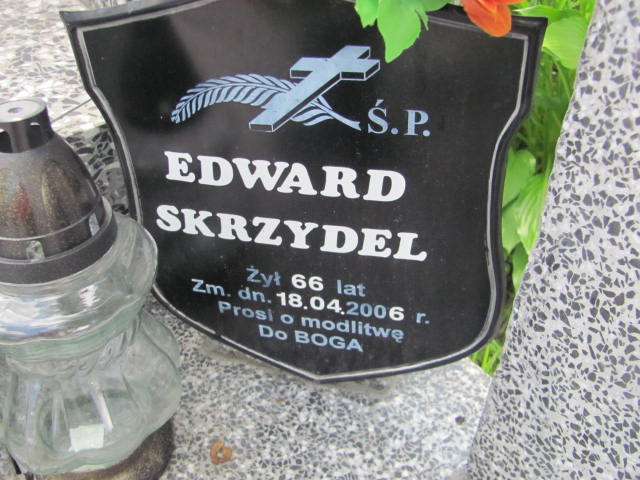 Ś.P.
EDWARD
SKRZYDEL
Żył 66 lat
Zm. dn. 18.04.2006 r.
Prosi o modlitwę
Do BOGA